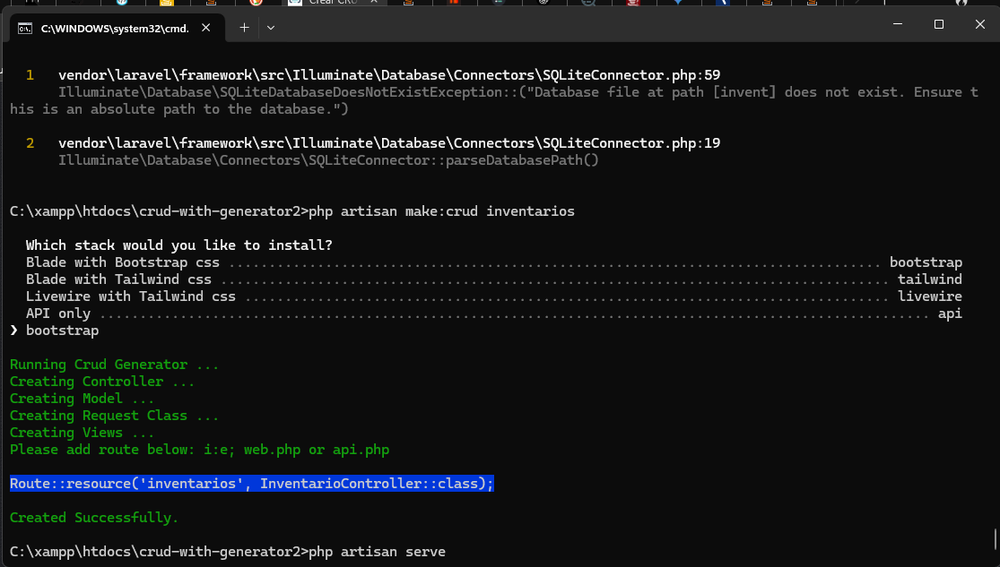 Crear CRU
C:\WINDOWS\system32\cmd.
1 vendor\laravel\framework\src\Illuminate\Database\Connectors\SQLiteConnector.php:59
Illuminate\Database\SQLiteDatabaseDoesNotExistException::("Database file at path [invent] does not exist. Ensure t
his is an absolute path to the database.")
2 vendor\laravel\framework\src\Illuminate\Database\Connectors\SQLiteConnector.php:19
Illuminate\Database\Connectors\SQLiteConnector::parseDatabasePath()
C:\xampp\htdocs\crud-with-generator2>php artisan make:crud inventarios
Which stack would you like to install?
Blade with Bootstrap css ................................................................................. bootstrap
Blade with Tailwind css ................................................................................... tailwind
Livewire with Tailwind css ................................................................................ livewire
API only ....................................................................................................... api
❯ bootstrap
Running Crud Generator ...
Creating Controller ...
Creating Model ...
Creating Request Class ...
Creating Views ...
Please add route below: i:e; web.php or api.php
Route::resource('inventarios', InventarioController::class);
Created Successfully.
C:\xampp\htdocs\crud-with-generator2>php artisan serve